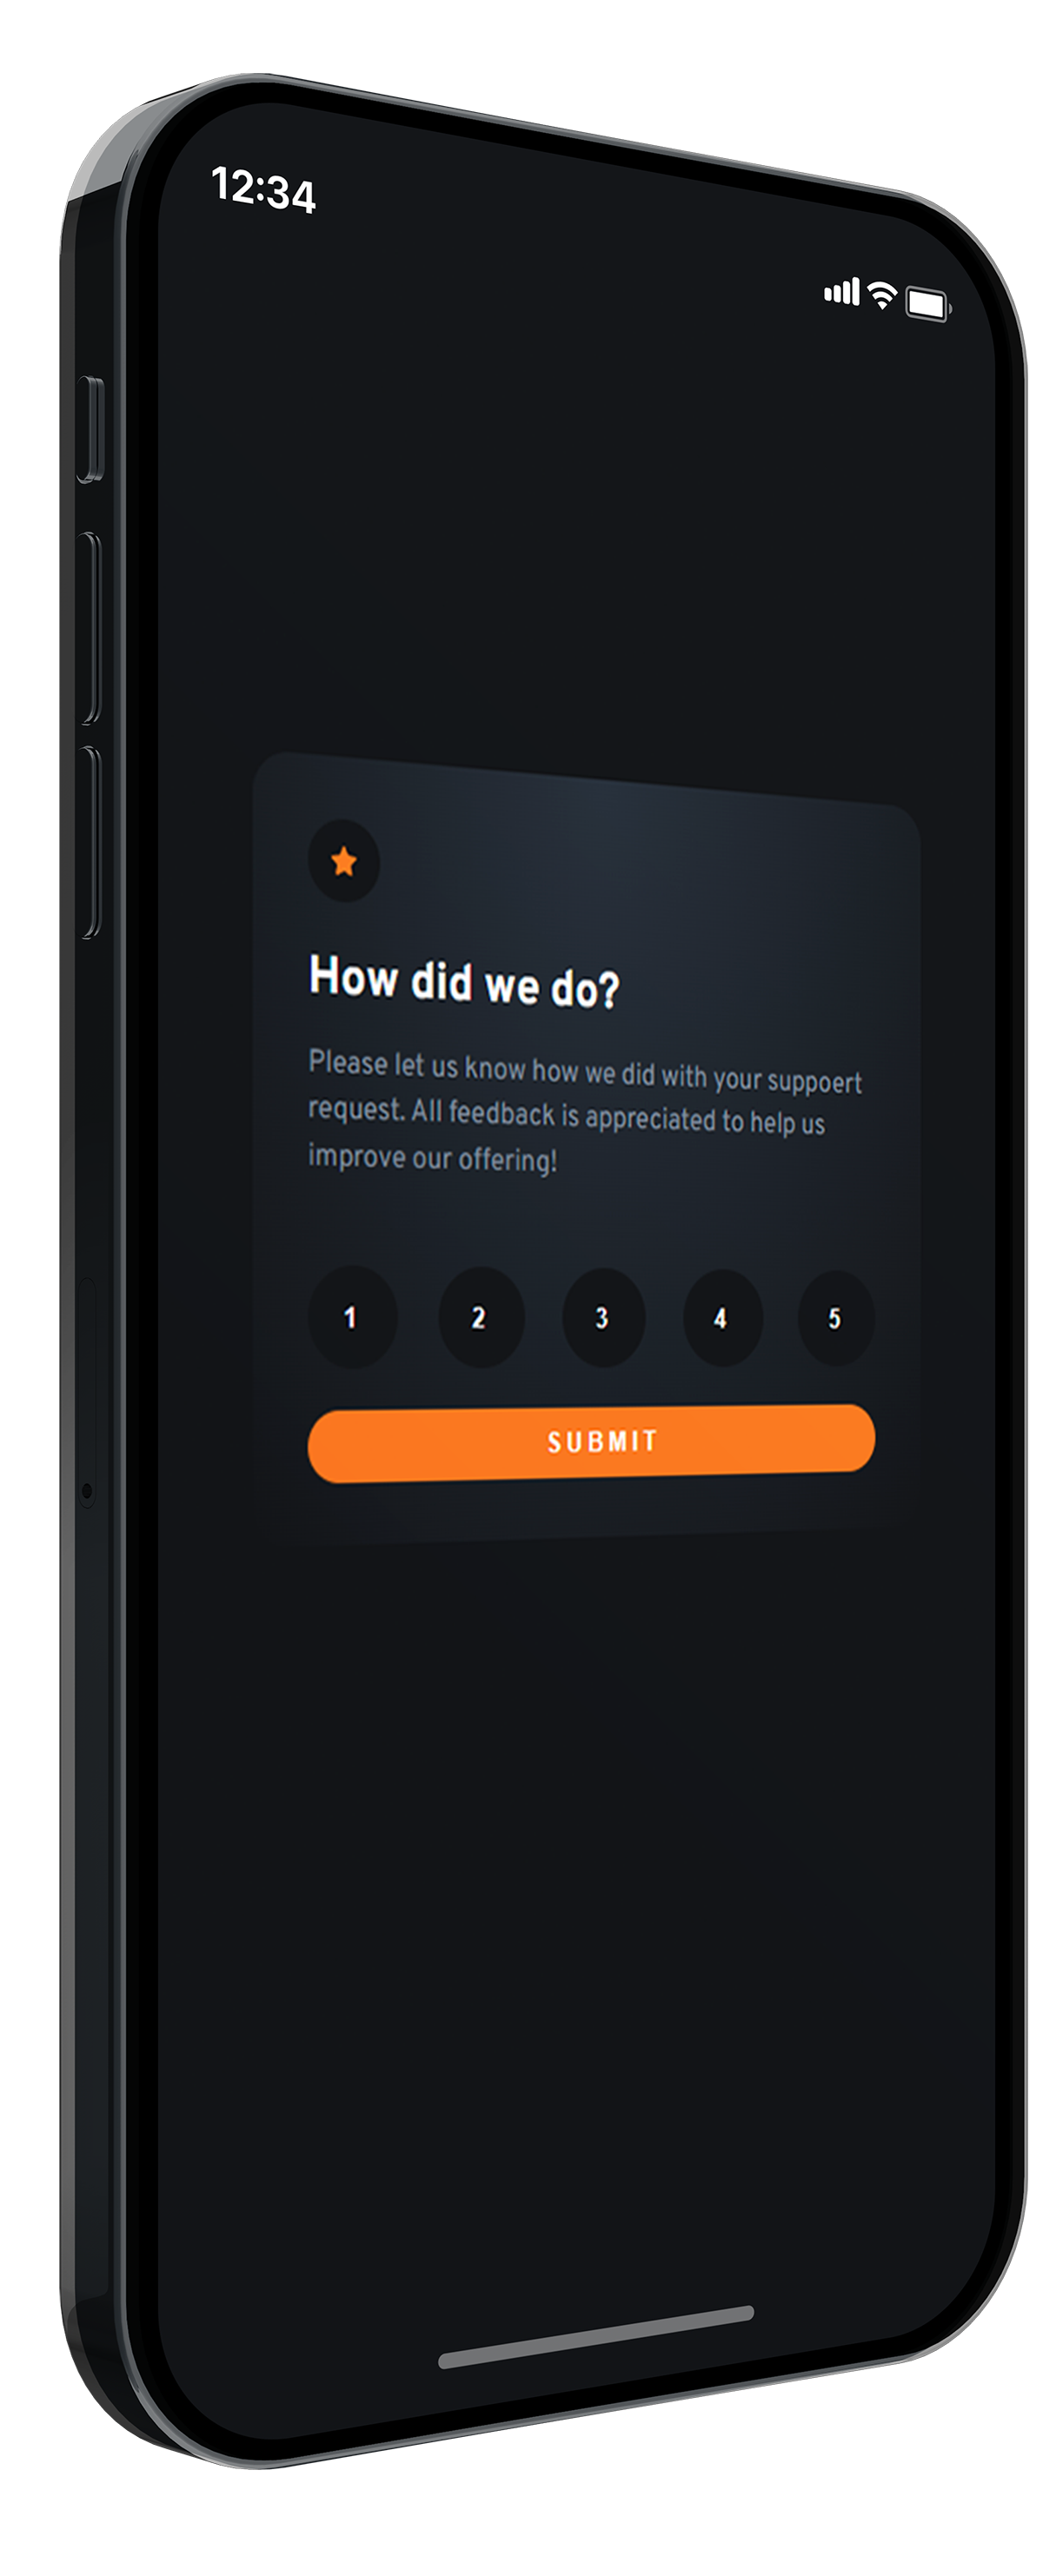 12:34
How did we do?
Please let us know how we did with your suppoert
request. All feedback is appreciated to help us
improve our offering!
1 2 3 4 5
SUBMIT